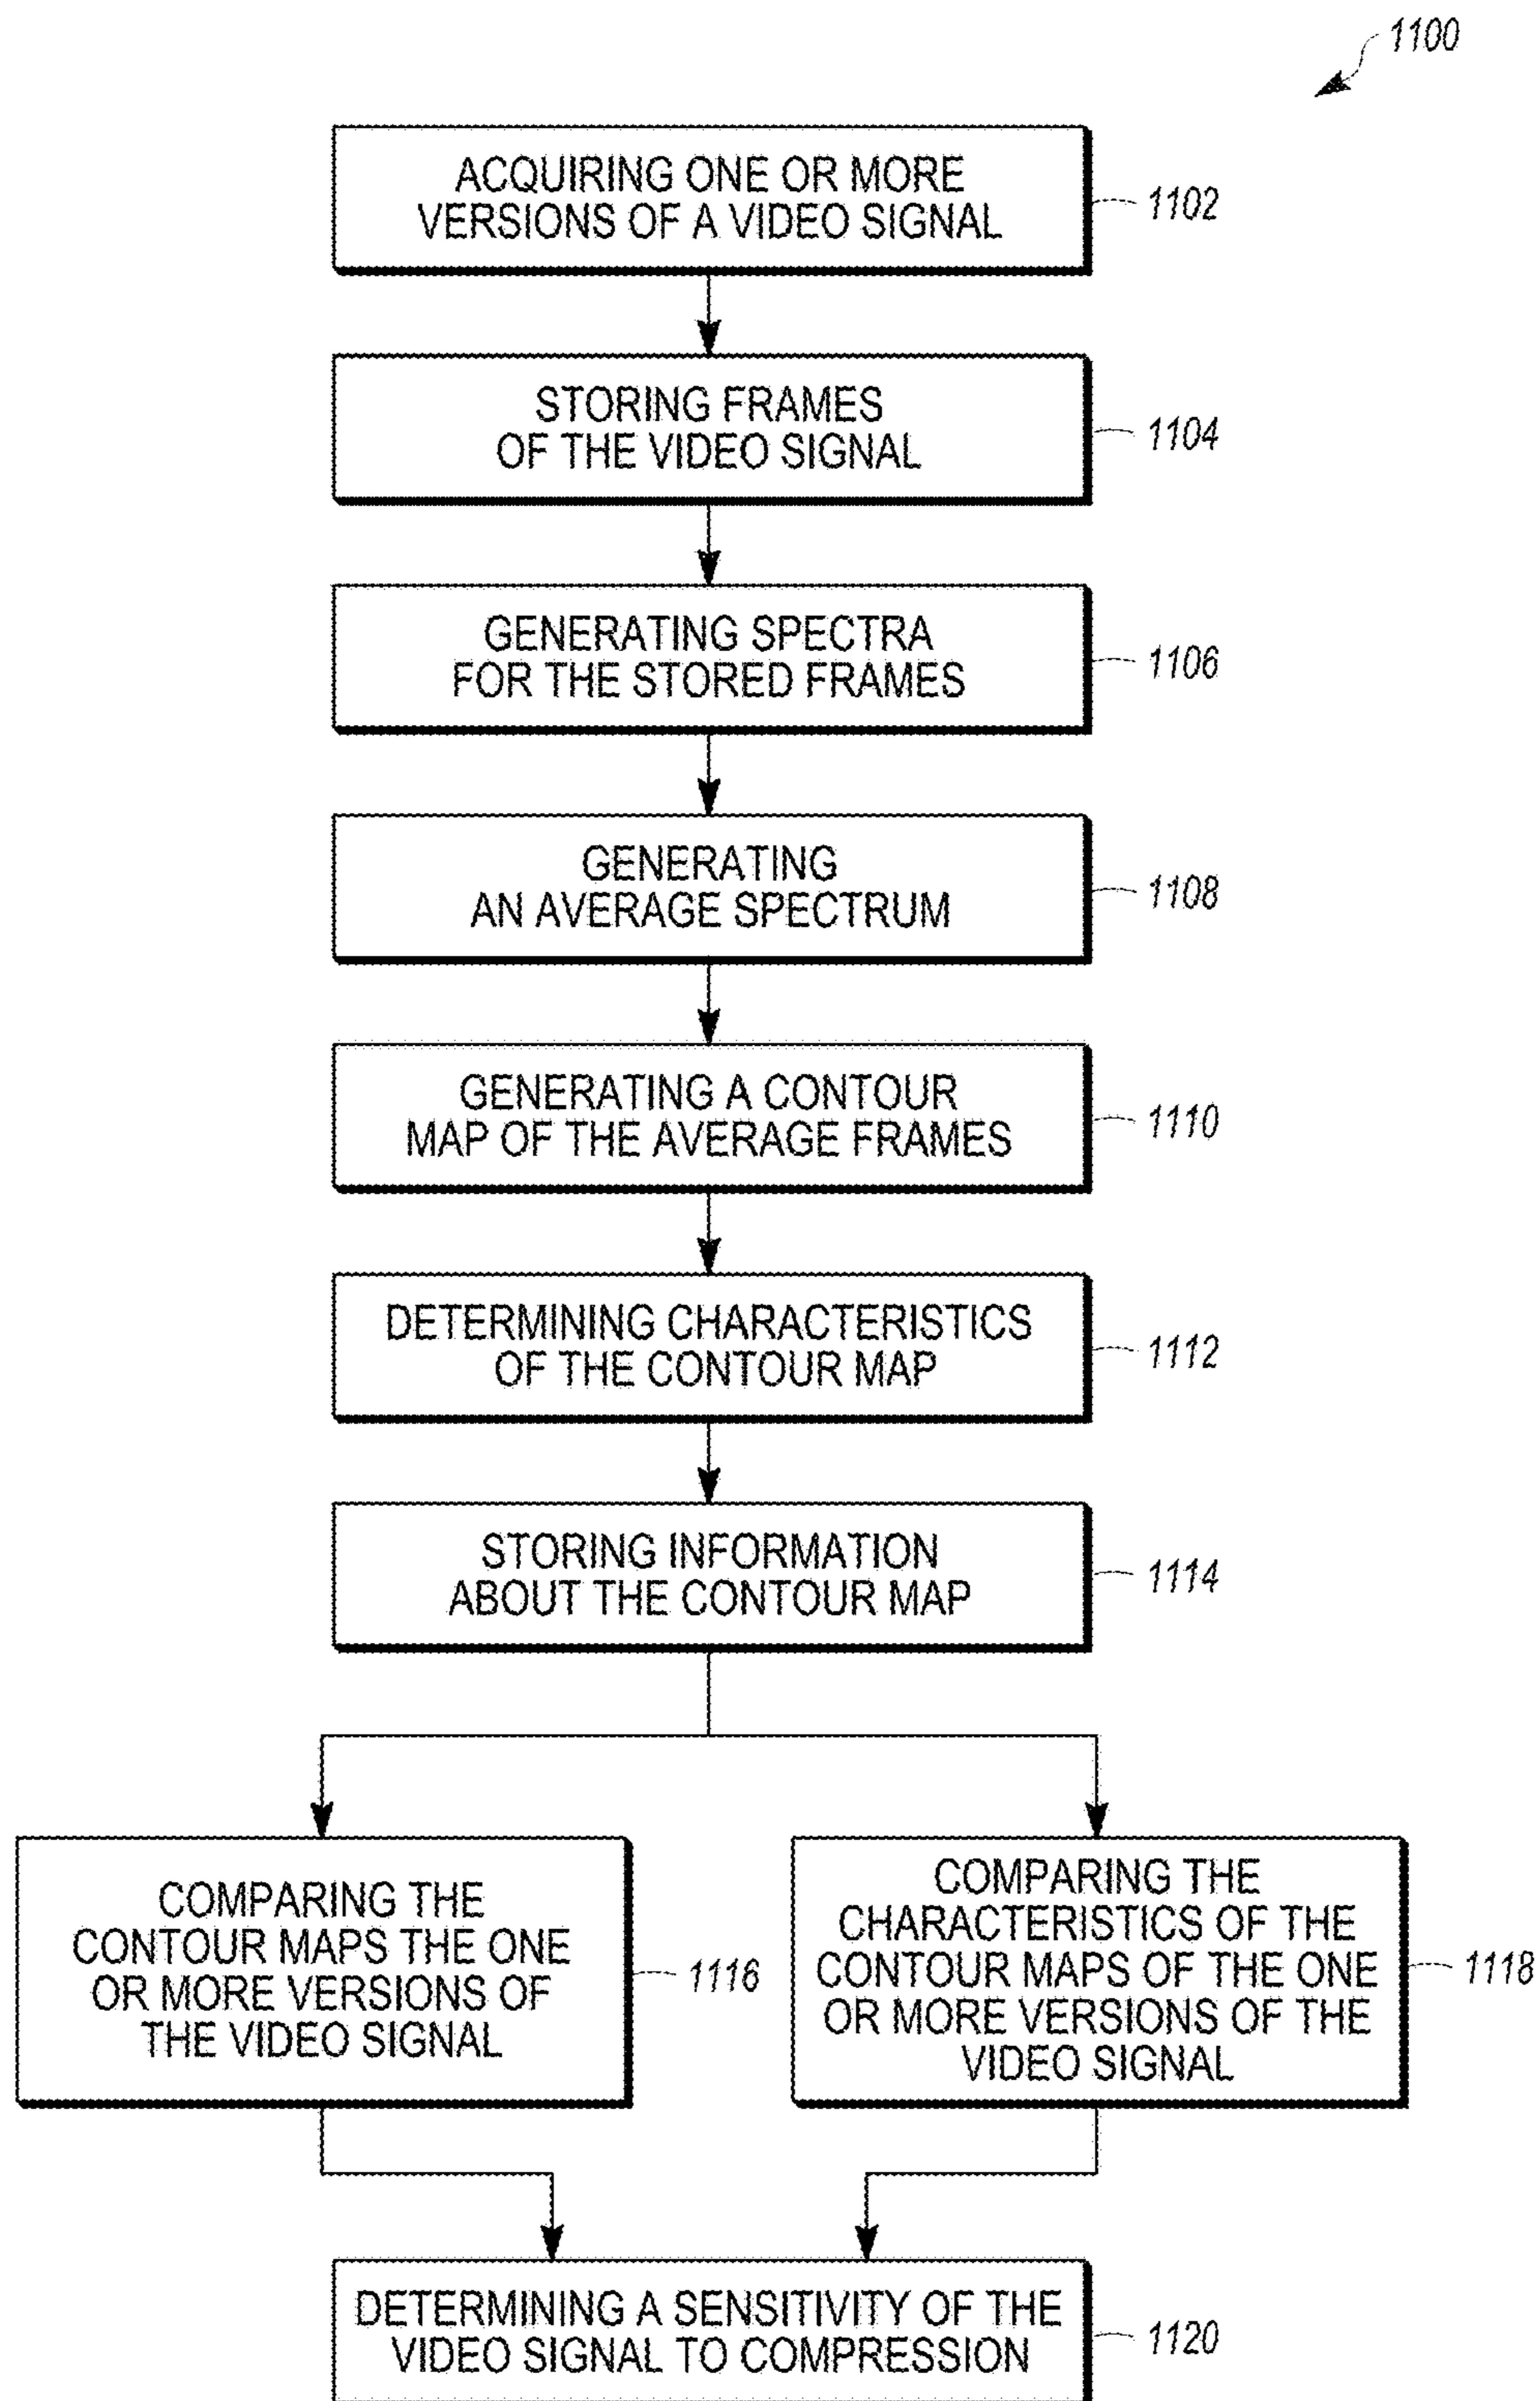 1100
ACQUIRING ONE OR MORE
VERSIONS OF A VIDEO SIGNAL
1102
STORING FRAMES
OF THE VIDEO SIGNAL
1104
GENERATING SPECTRA
FOR THE STORED FRAMES
1106
GENERATING
AN AVERAGE SPECTRUM
1108
GENERATING A CONTOUR
MAP OF THE AVERAGE FRAMES
1110
DETERMINING CHARACTERISTICS
OF THE CONTOUR MAP
1112
STORING INFORMATION
ABOUT THE CONTOUR MAP
1114
COMPARING THE
CONTOUR MAPS THE ONE
OR MORE VERSIONS OF
THE VIDEO SIGNAL
1116
COMPARING THE
CHARACTERISTICS OF THE
CONTOUR MAPS OF THE ONE
OR MORE VERSIONS OF THE
VIDEO SIGNAL
1118
DETERMINING A SENSITIVITY OF THE
VIDEO SIGNAL TO COMPRESSION
1120